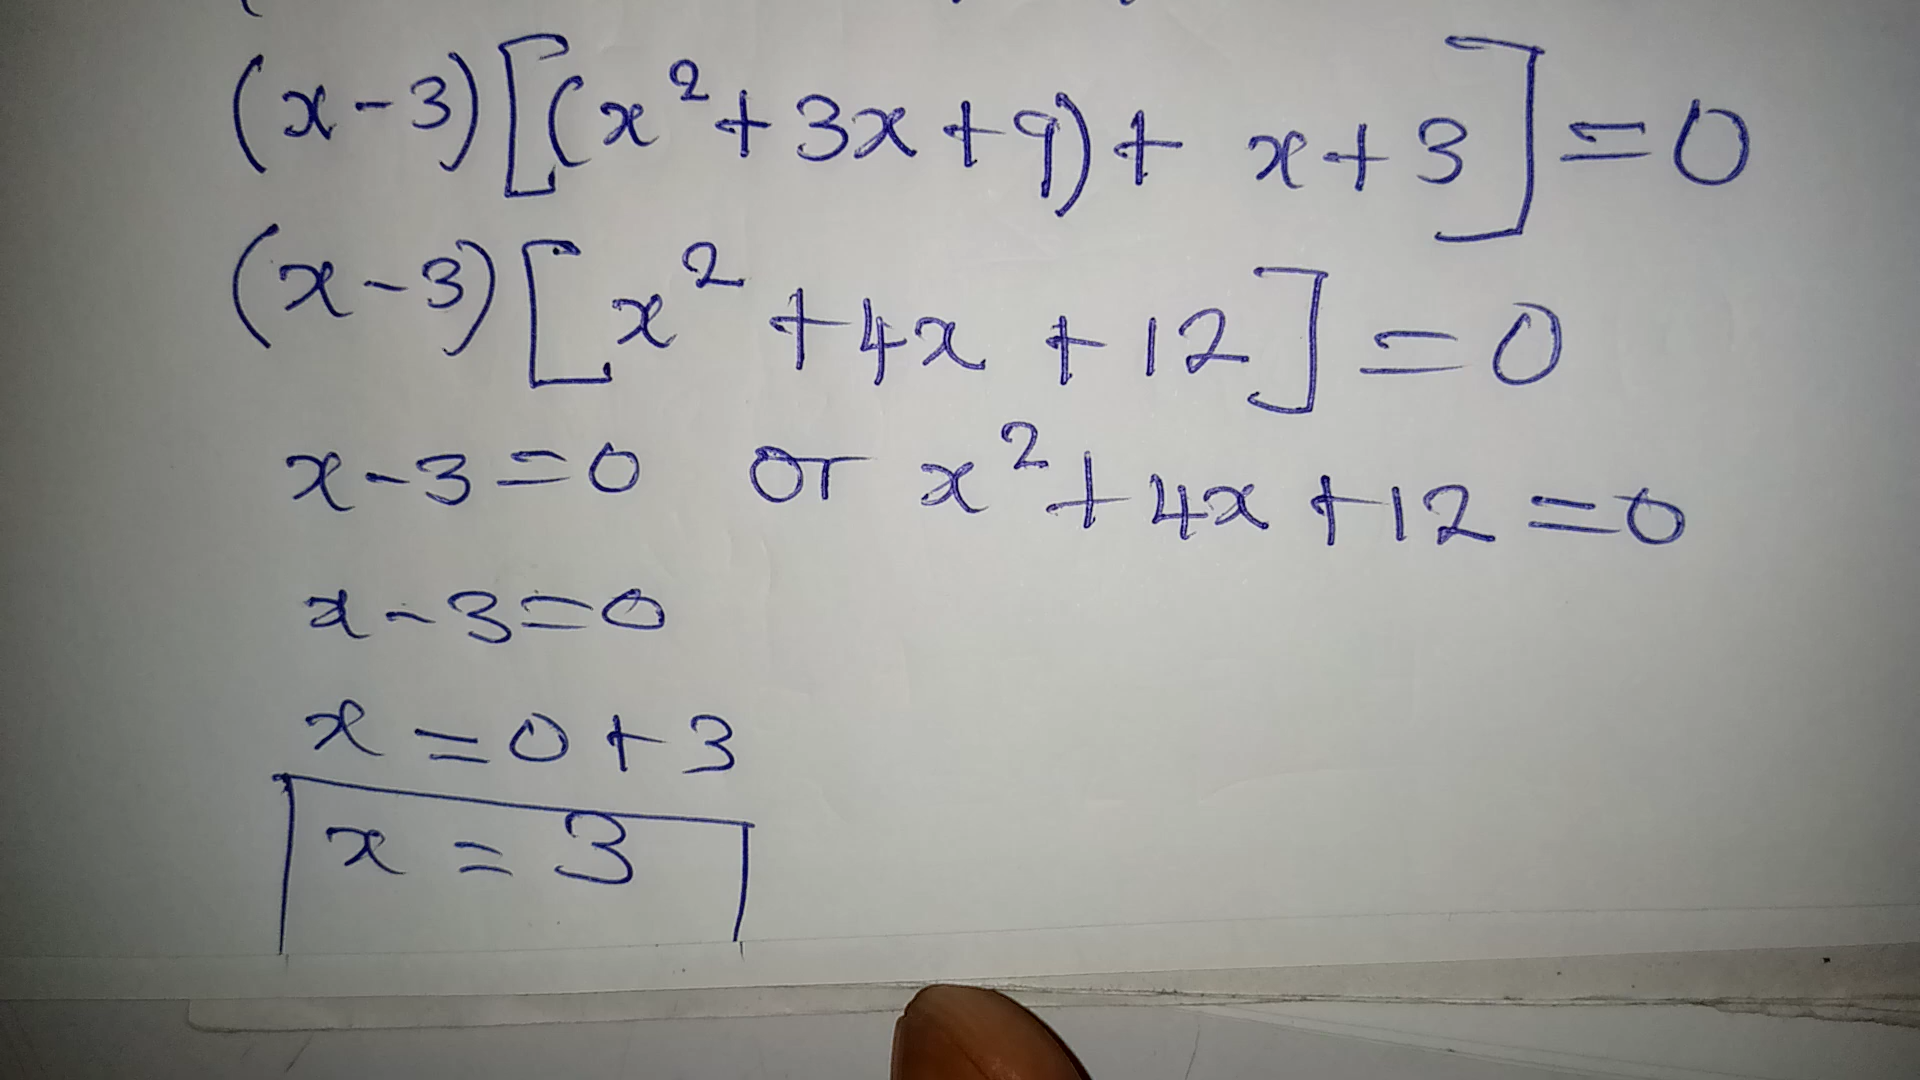 (x-3)[(x²+3x+9)+ x+3]=0
(x-3)[x² +4x +12]=0
x-3=0 or x²+4x+12=0
x-3=0
x=0+3
x=3